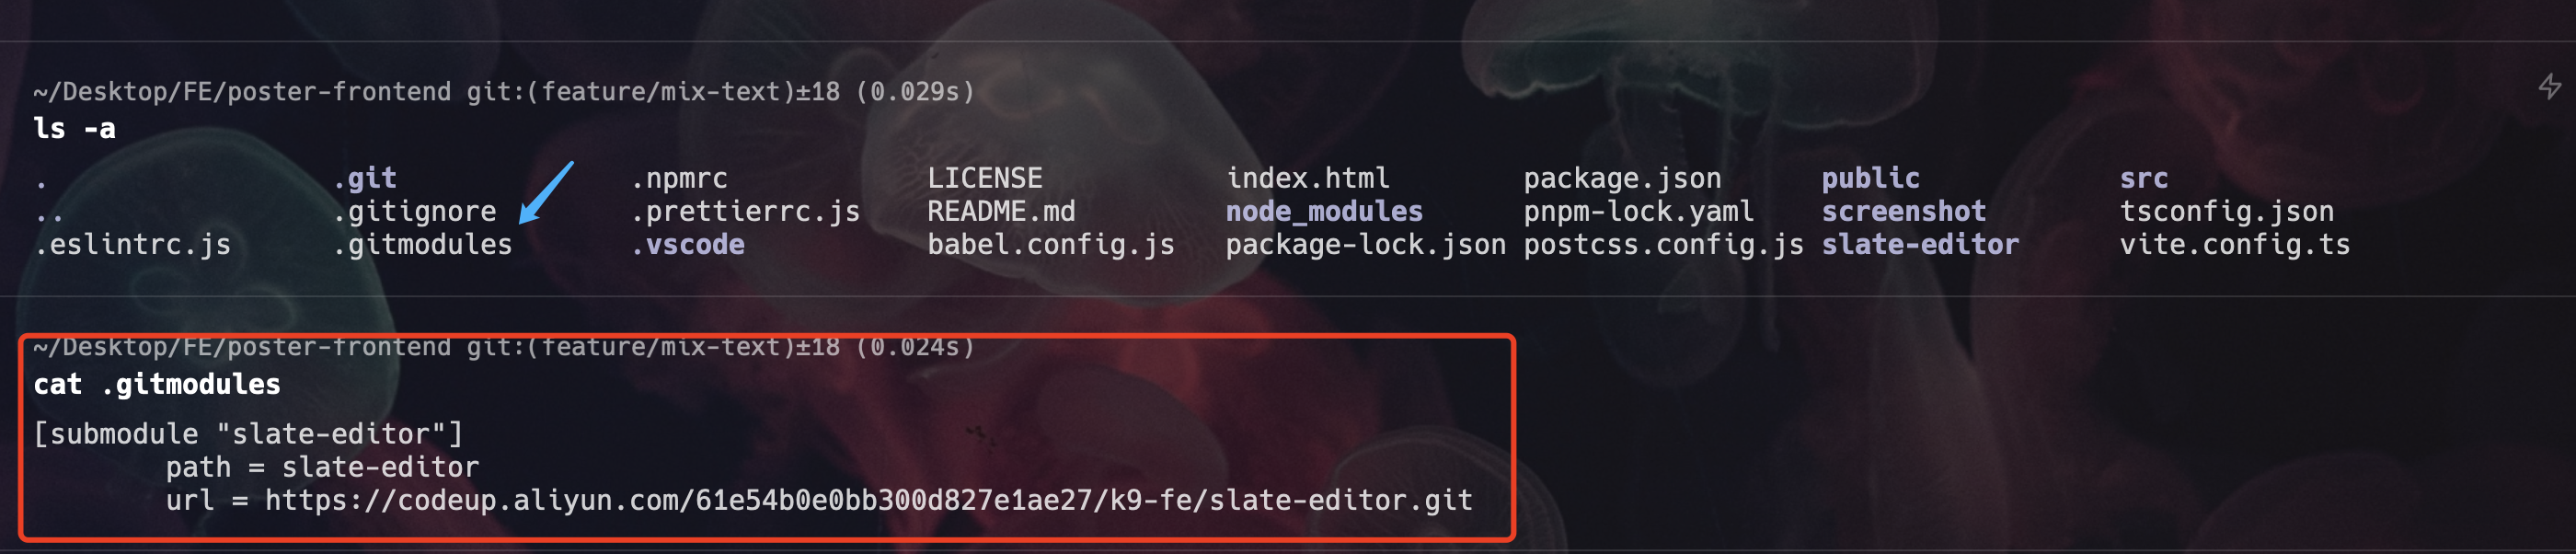 ~/Desktop/FE/poster-frontend git:(feature/mix-text)±18 (0.029s)
ls -a
. .git .npmrc LICENSE index.html package.json public src
.. .gitignore .prettierrc.js README.md node_modules pnpm-lock.yaml screenshot tsconfig.json
.eslintrc.js .gitmodules .vscode babel.config.js package-lock.json postcss.config.js slate-editor vite.config.ts
~/Desktop/FE/poster-frontend git:(feature/mix-text)±18 (0.024s)
cat .gitmodules
[submodule "slate-editor"]
path = slate-editor
url = https://codeup.aliyun.com/61e54b0e0bb300d827e1ae27/k9-fe/slate-editor.git